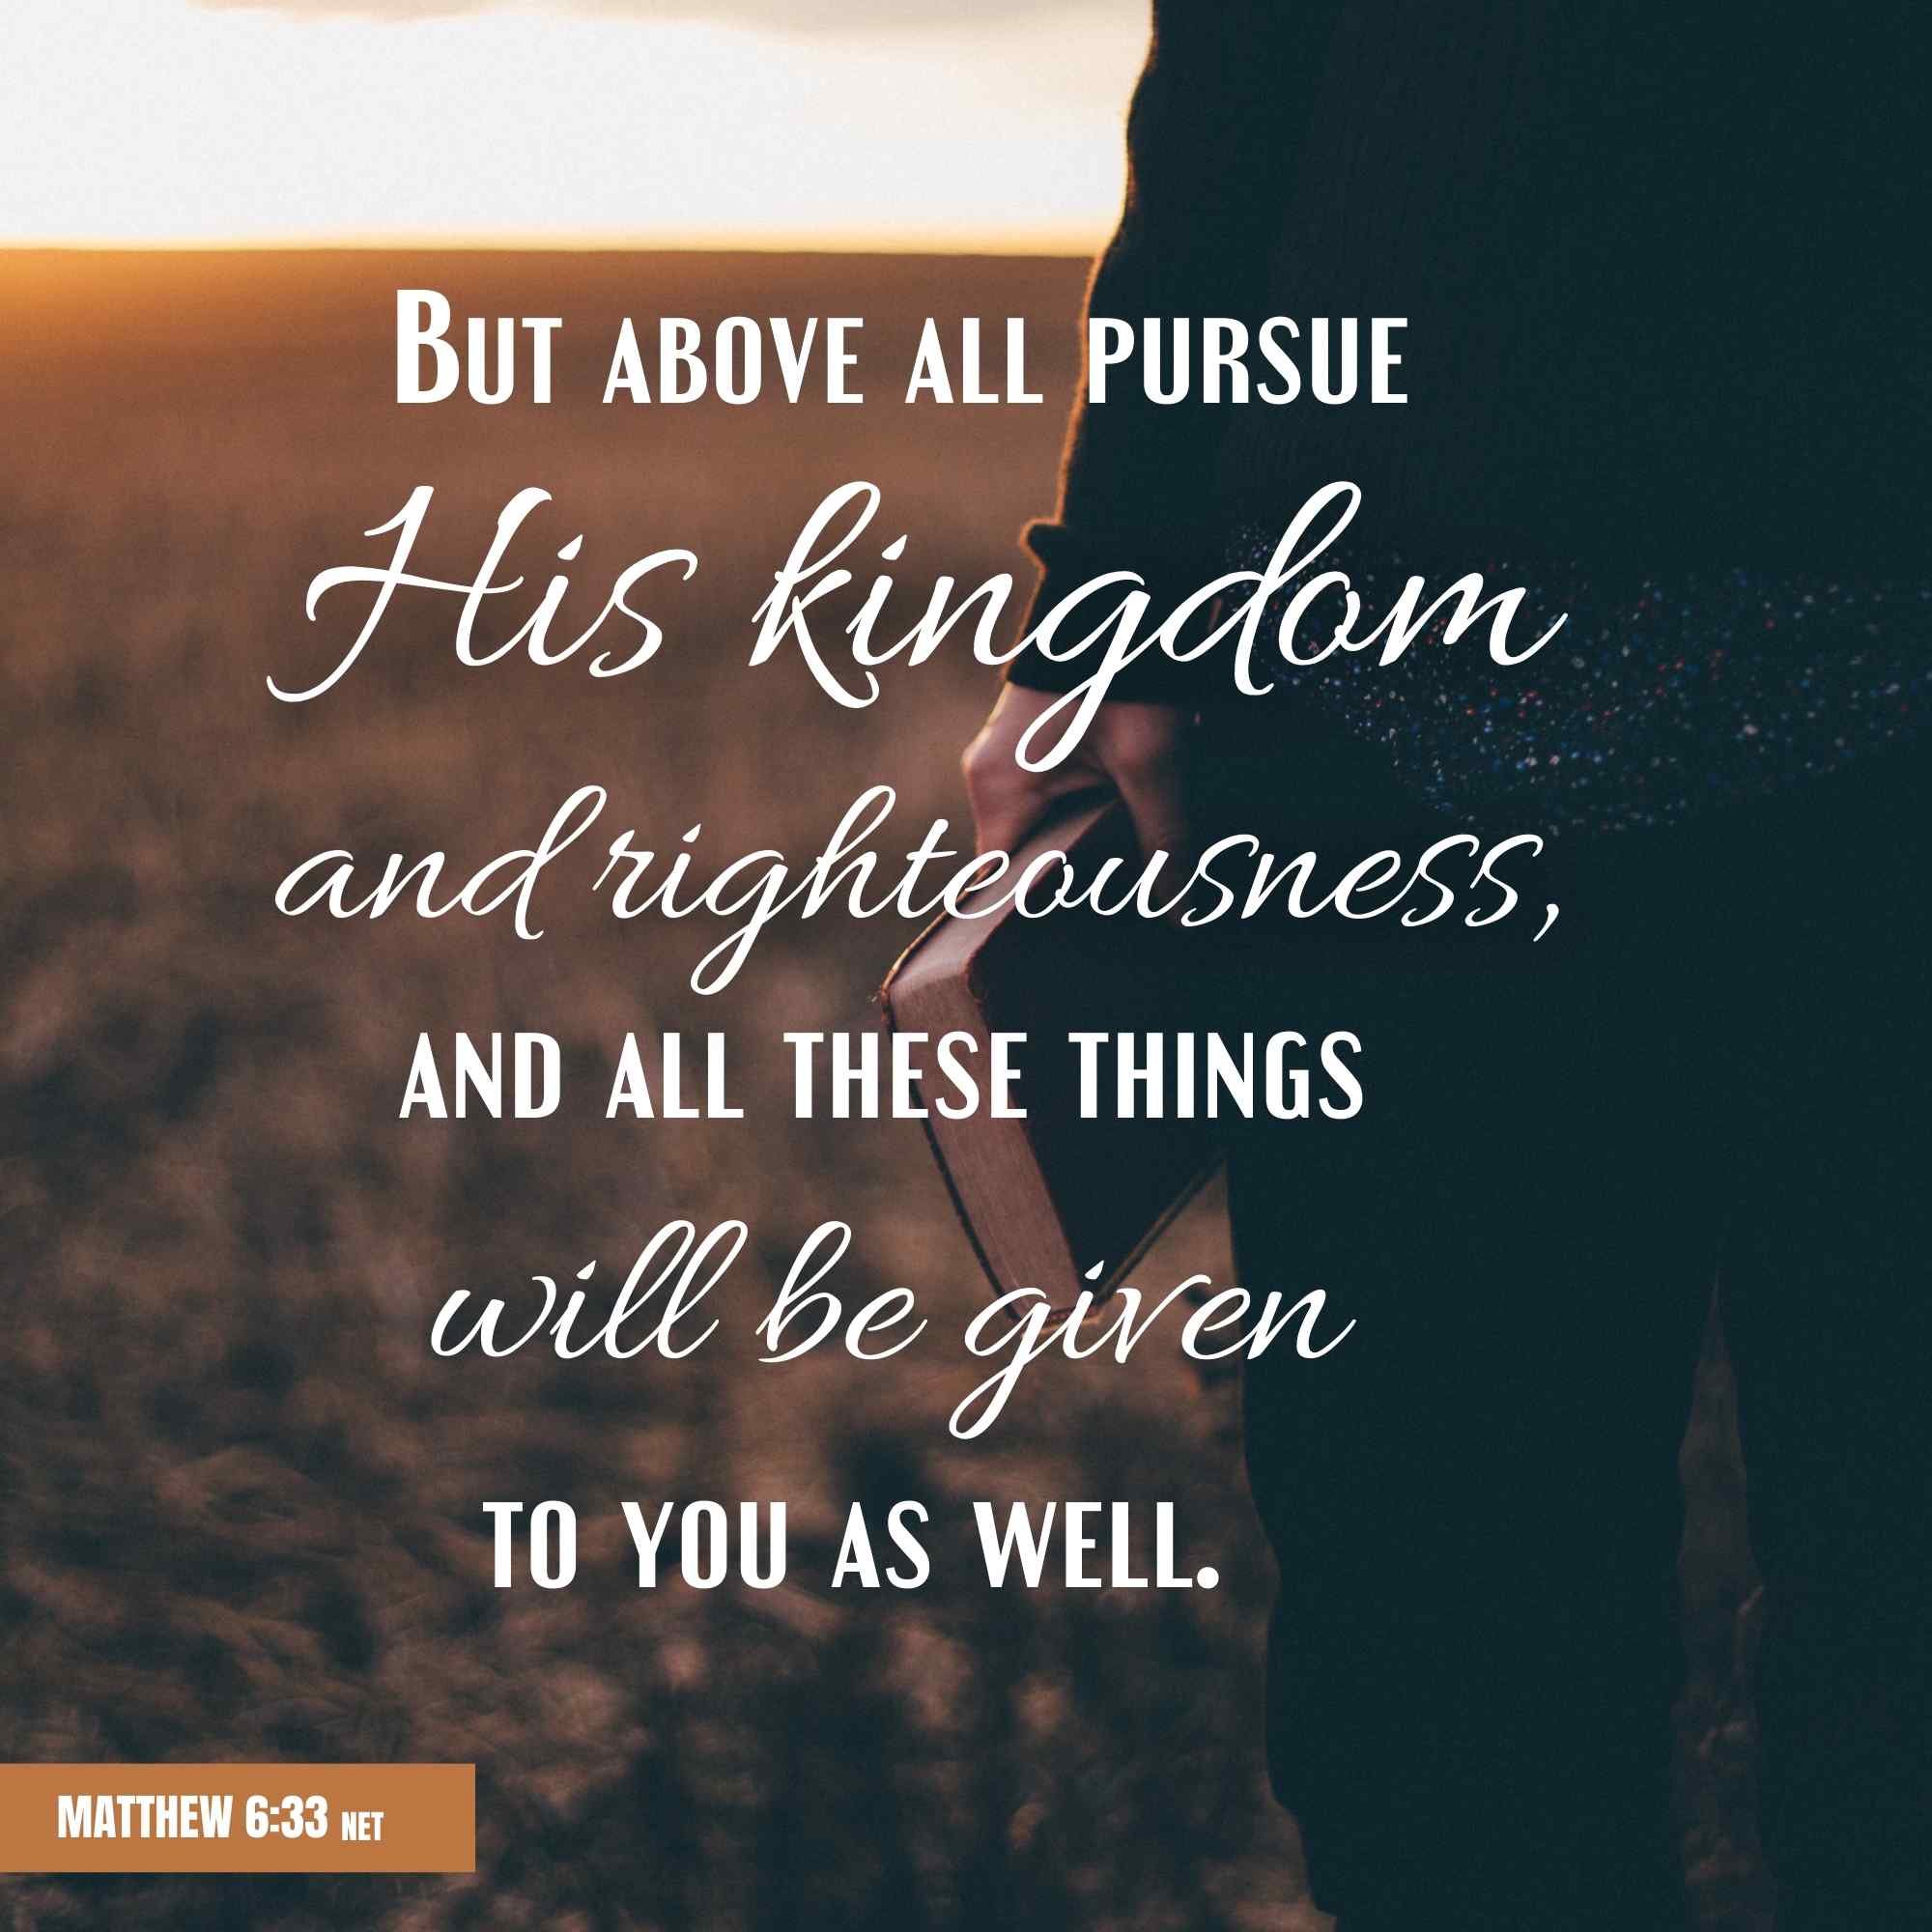 But above all pursue
His kingdom
and righteousness,
and all these things
will be given
to you as well.
MATTHEW 6:33 NET